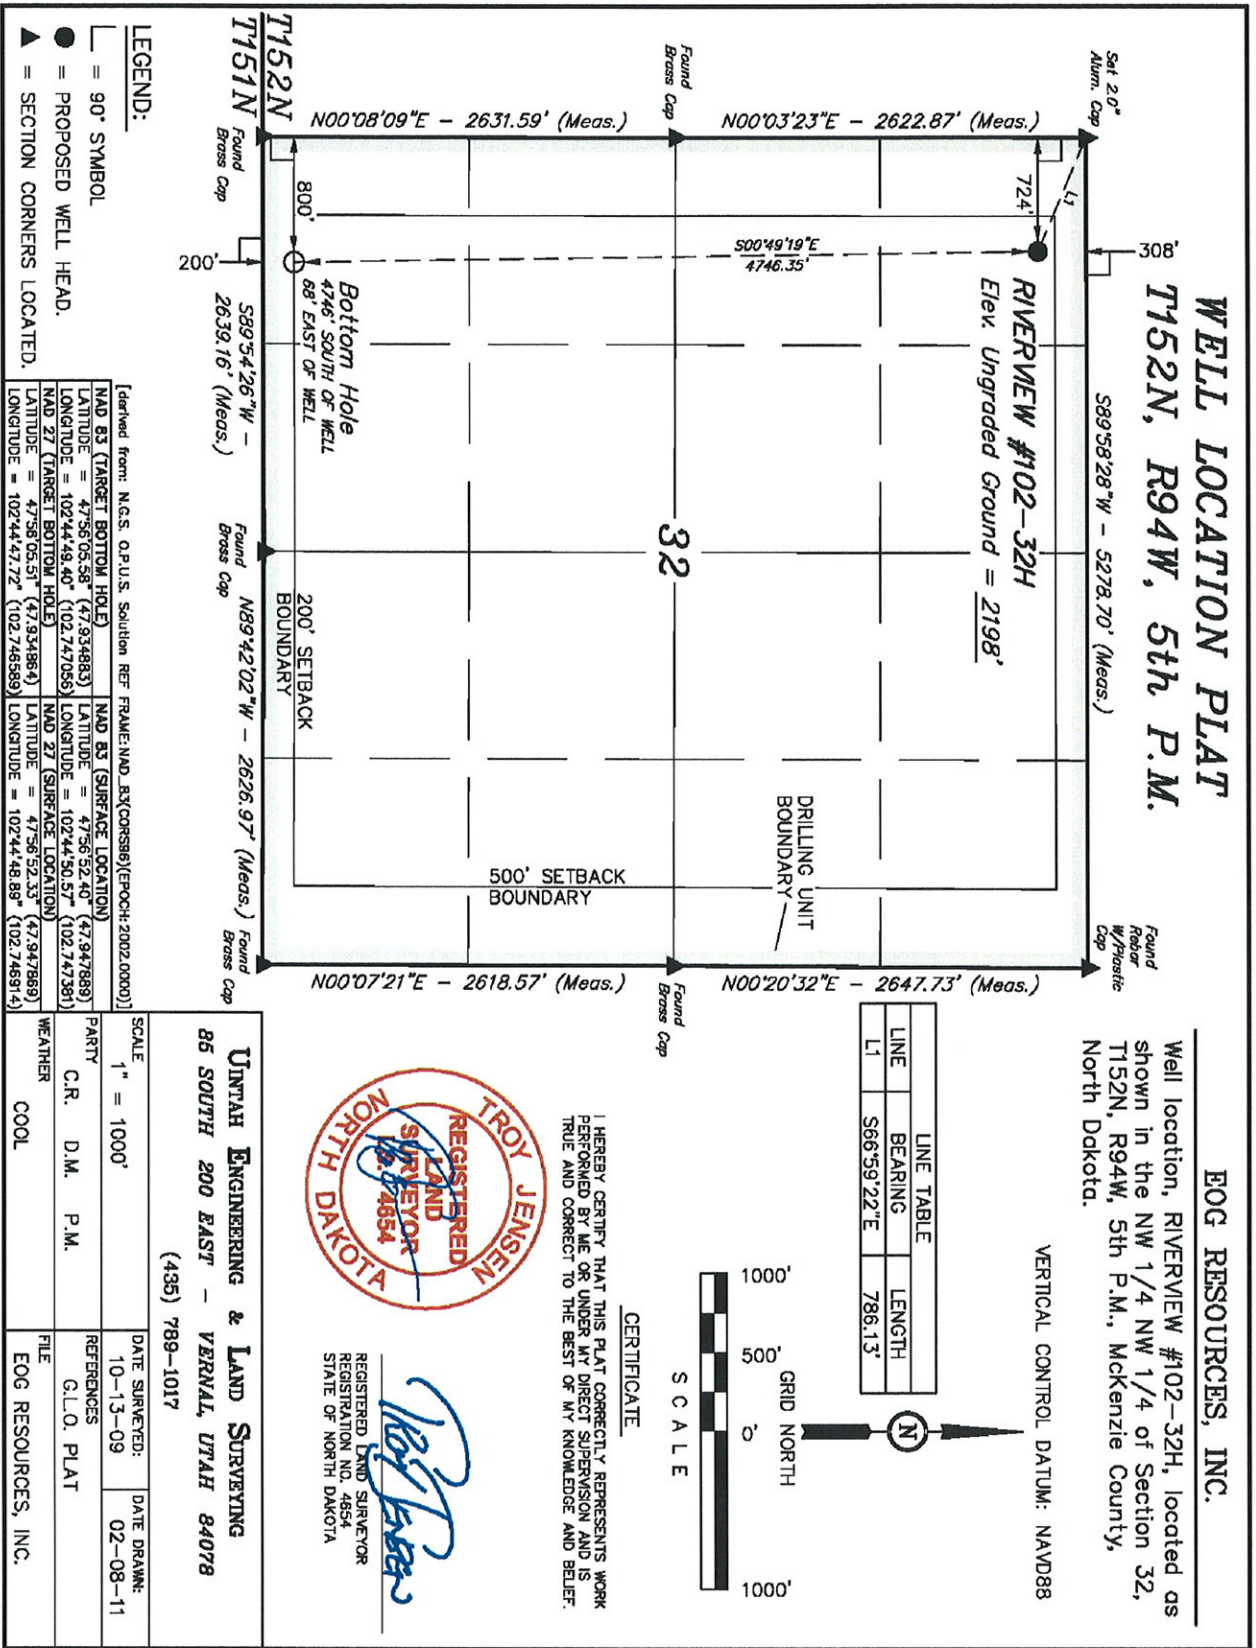 WELL LOCATION PLAT
T152N, R94W, 5th P.M.
EOG RESOURCES, INC.
Well location, RIVERVIEW #102-32H, located as
shown in the NW 1/4 NW 1/4 of Section 32,
T152N, R94W, 5th P.M., McKenzie County,
North Dakota.
VERTICAL CONTROL DATUM: NAVD88
Set 2.0"
Alum. Cap
308'
S89°58'28"W - 5278.70' (Meas.)
Found
Rebar
W/Plastic
Cap
L1
724'
RIVERVIEW #102-32H
Elev. Ungraded Ground = 2198'
N00°03'23"E - 2622.87' (Meas.)
S00°49'19"E
4746.35'
DRILLING UNIT
BOUNDARY
N00°20'32"E - 2647.73' (Meas.)
Found
Brass Cap
32
Found
Brass Cap
N00°08'09"E - 2631.59' (Meas.)
500' SETBACK
BOUNDARY
N00°07'21"E - 2618.57' (Meas.)
Bottom Hole
4746' SOUTH OF WELL
68' EAST OF WELL
800'
200' SETBACK
BOUNDARY
T152N
T151N
Found
Brass Cap
200'
S89°54'26"W -
2639.16' (Meas.)
Found
Brass Cap
N89°42'02"W - 2626.97' (Meas.)
Found
Brass Cap
LINE TABLE
LINE BEARING LENGTH
L1 S66°59'22"E 786.13'
N
GRID NORTH
1000' 500' 0' 1000'
SCALE
CERTIFICATE
I HEREBY CERTIFY THAT THIS PLAT CORRECTLY REPRESENTS WORK
PERFORMED BY ME OR UNDER MY DIRECT SUPERVISION AND IS
TRUE AND CORRECT TO THE BEST OF MY KNOWLEDGE AND BELIEF.
TROY JENSEN
REGISTERED
LAND
SURVEYOR
4654
NORTH DAKOTA
Troy Jensen
REGISTERED LAND SURVEYOR
REGISTRATION NO. 4654
STATE OF NORTH DAKOTA
LEGEND:
= 90° SYMBOL
= PROPOSED WELL HEAD.
= SECTION CORNERS LOCATED.
[derived from: N.G.S. O.P.U.S. Solution REF FRAME: NAD_83(CORS96)(EPOCH: 2002.0000)]
NAD 83 (TARGET BOTTOM HOLE) NAD 83 (SURFACE LOCATION)
LATITUDE = 47°56'05.58" (47.934883) LATITUDE = 47°56'52.40" (47.947889)
LONGITUDE = 102°44'49.40" (102.747056) LONGITUDE = 102°44'50.57" (102.747381)
NAD 27 (TARGET BOTTOM HOLE) NAD 27 (SURFACE LOCATION)
LATITUDE = 47°56'05.51" (47.934864) LATITUDE = 47°56'52.33" (47.947869)
LONGITUDE = 102°44'47.72" (102.746589) LONGITUDE = 102°44'48.89" (102.746914)
UINTAH ENGINEERING & LAND SURVEYING
85 SOUTH 200 EAST - VERNAL, UTAH 84078
(435) 789-1017
SCALE
1" = 1000'
DATE SURVEYED:
10-13-09
DATE DRAWN:
02-08-11
PARTY
C.R. D.M. P.M.
REFERENCES
G.L.O. PLAT
WEATHER
COOL
FILE
EOG RESOURCES, INC.